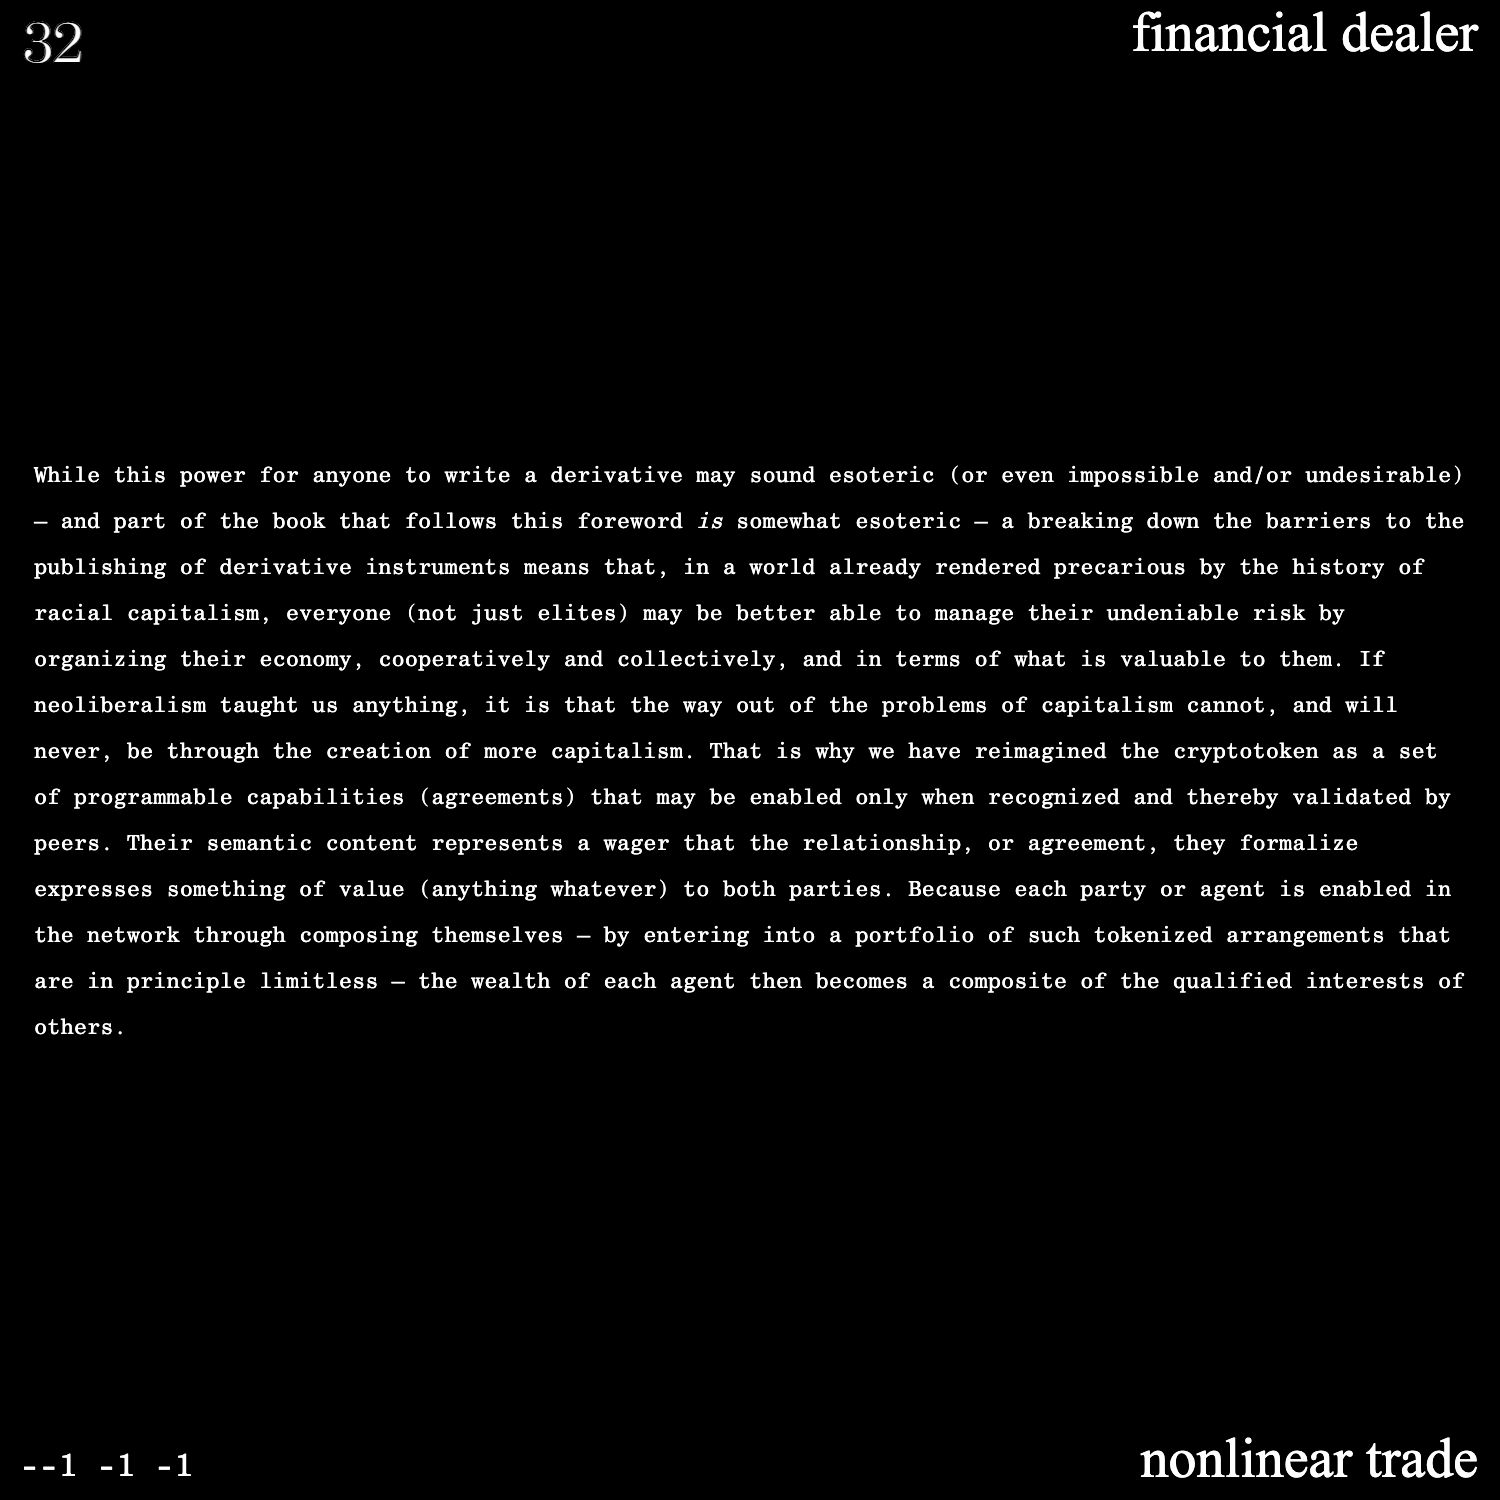 32
financial dealer
While this power for anyone to write a derivative may sound esoteric (or even impossible and/or undesirable)
— and part of the book that follows this foreword is somewhat esoteric — a breaking down the barriers to the
publishing of derivative instruments means that, in a world already rendered precarious by the history of
racial capitalism, everyone (not just elites) may be better able to manage their undeniable risk by
organizing their economy, cooperatively and collectively, and in terms of what is valuable to them. If
neoliberalism taught us anything, it is that the way out of the problems of capitalism cannot, and will
never, be through the creation of more capitalism. That is why we have reimagined the cryptotoken as a set
of programmable capabilities (agreements) that may be enabled only when recognized and thereby validated by
peers. Their semantic content represents a wager that the relationship, or agreement, they formalize
expresses something of value (anything whatever) to both parties. Because each party or agent is enabled in
the network through composing themselves — by entering into a portfolio of such tokenized arrangements that
are in principle limitless — the wealth of each agent then becomes a composite of the qualified interests of
others.
--1 -1 -1
nonlinear trade